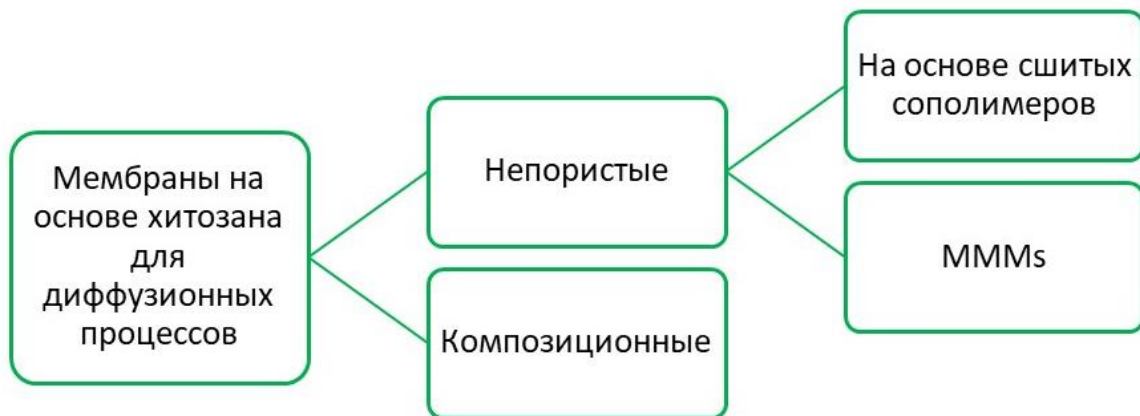 Мембраны на
основе хитозана
для
диффузионных
процессов
Непористые
Композиционные
На основе сшитых
сополимеров
MMMs